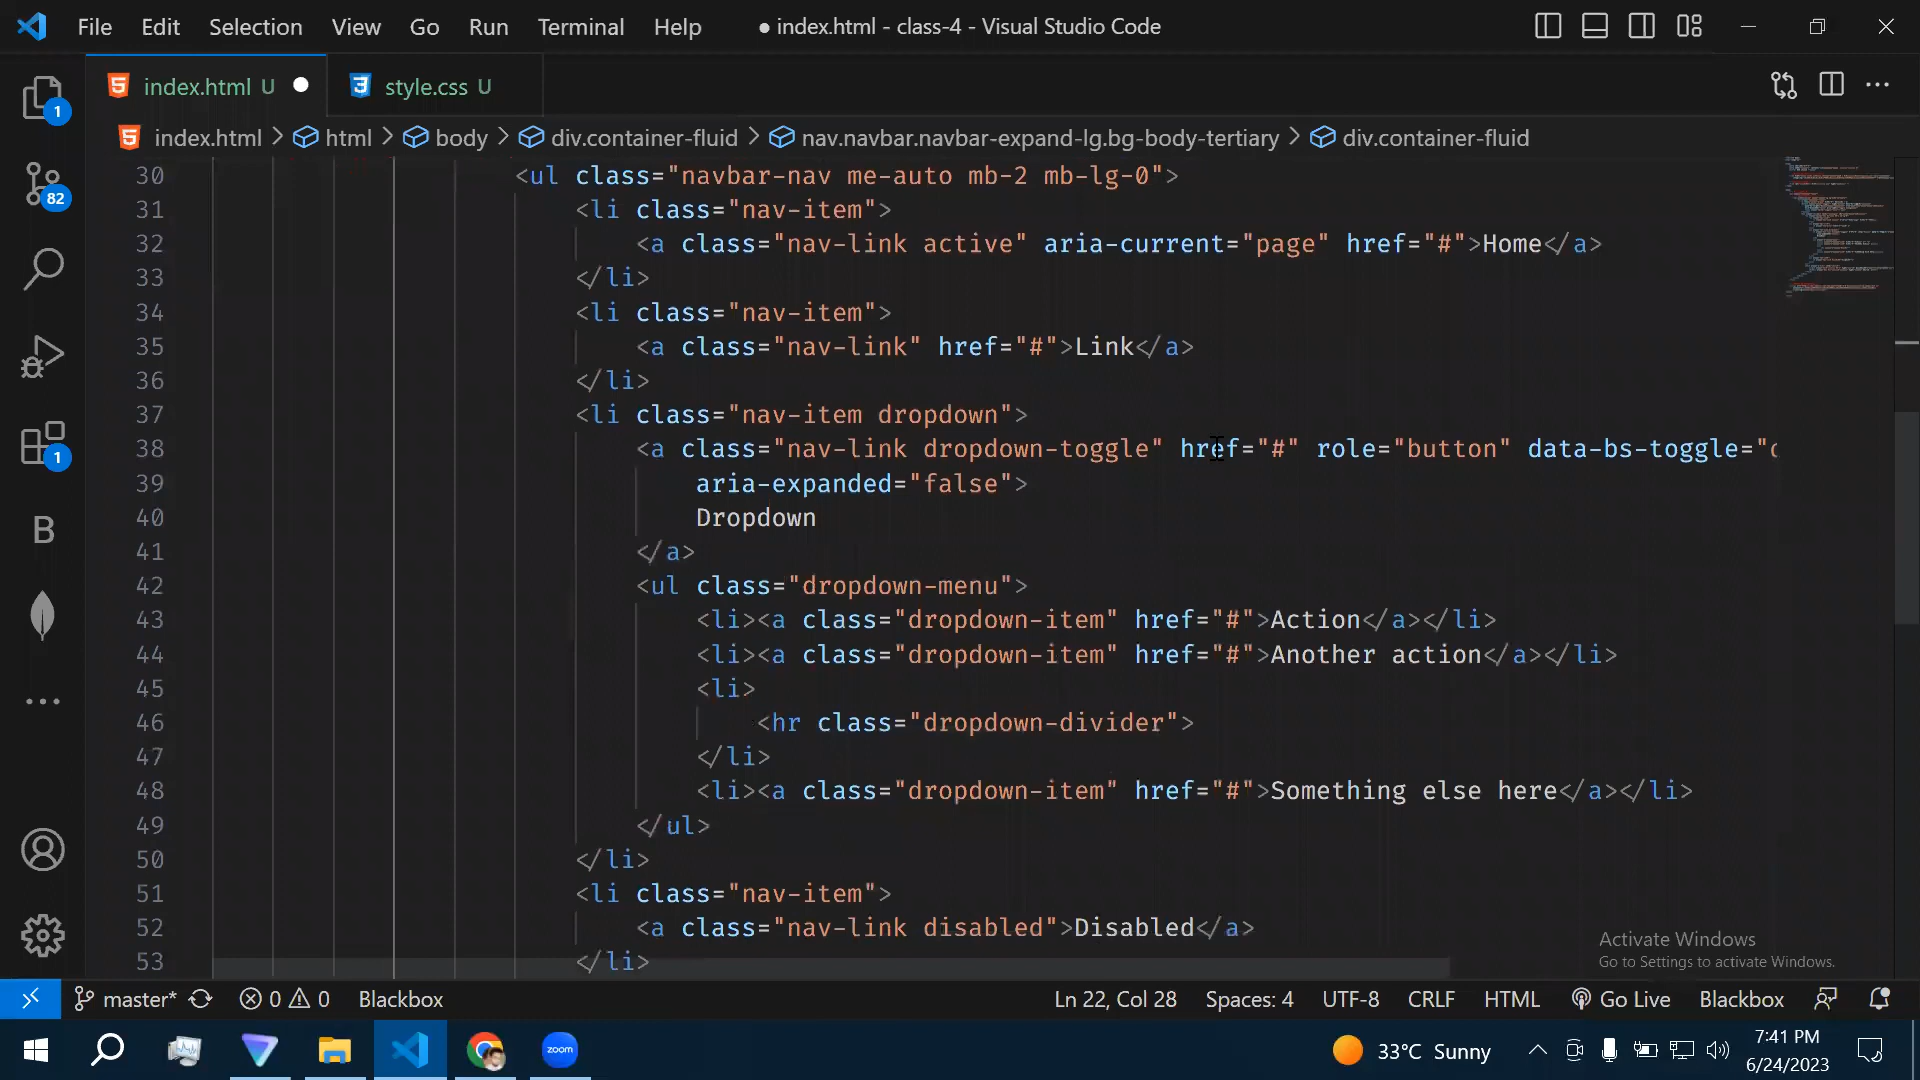 File Edit Selection View Go Run Terminal Help ● index.html - class-4 - Visual Studio Code
index.html U ● style.css U
index.html > html > body > div.container-fluid > nav.navbar.navbar-expand-lg.bg-body-tertiary > div.container-fluid
30 <ul class="navbar-nav me-auto mb-2 mb-lg-0">
31 <li class="nav-item">
32 <a class="nav-link active" aria-current="page" href="#">Home</a>
33 </li>
34 <li class="nav-item">
35 <a class="nav-link" href="#">Link</a>
36 </li>
37 <li class="nav-item dropdown">
38 <a class="nav-link dropdown-toggle" href="#" role="button" data-bs-toggle="
39 aria-expanded="false">
40 Dropdown
41 </a>
42 <ul class="dropdown-menu">
43 <li><a class="dropdown-item" href="#">Action</a></li>
44 <li><a class="dropdown-item" href="#">Another action</a></li>
45 <li>
46 <hr class="dropdown-divider">
47 </li>
48 <li><a class="dropdown-item" href="#">Something else here</a></li>
49 </ul>
50 </li>
51 <li class="nav-item">
52 <a class="nav-link disabled">Disabled</a>
53 </li>
1
82
1
B
Activate Windows
Go to Settings to activate Windows.
master* 0 0 Blackbox Ln 22, Col 28 Spaces: 4 UTF-8 CRLF HTML Go Live Blackbox
zoom 33°C Sunny 7:41 PM
6/24/2023